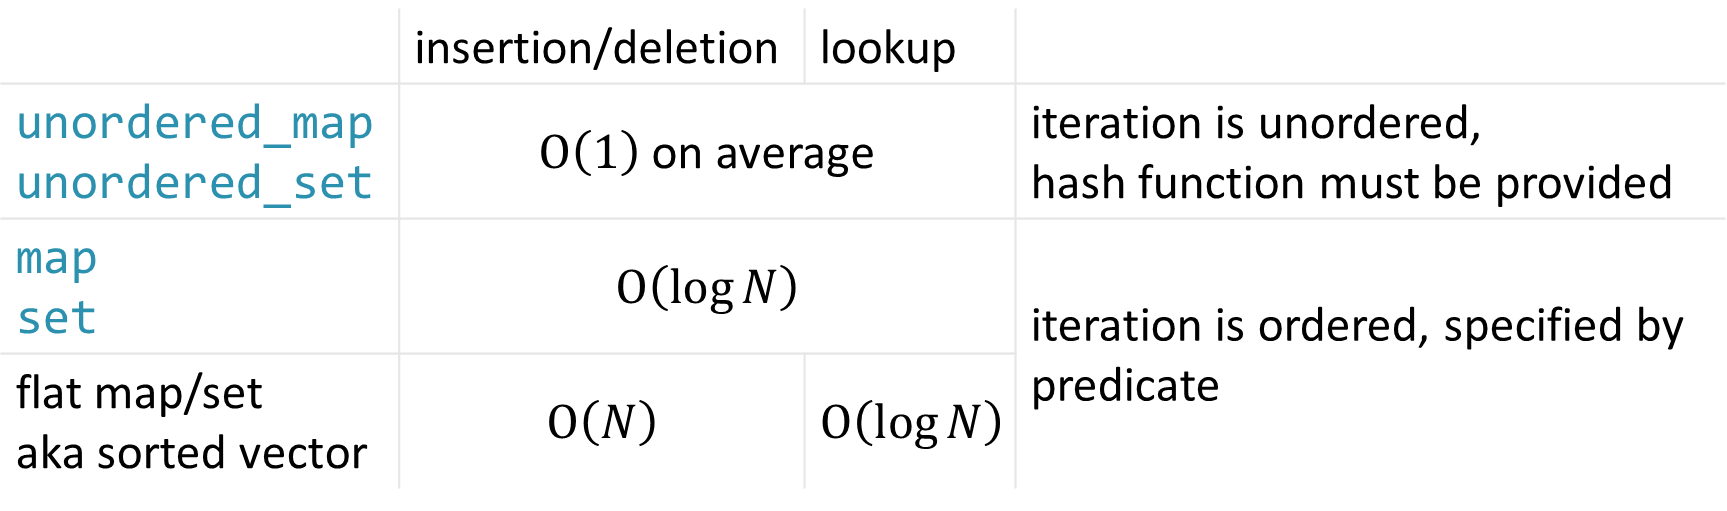 insertion/deletion lookup
unordered_map
unordered_set
O(1) on average
iteration is unordered,
hash function must be provided
map
set
O(log N)
iteration is ordered, specified by
predicate
flat map/set
aka sorted vector
O(N)
O(log N)